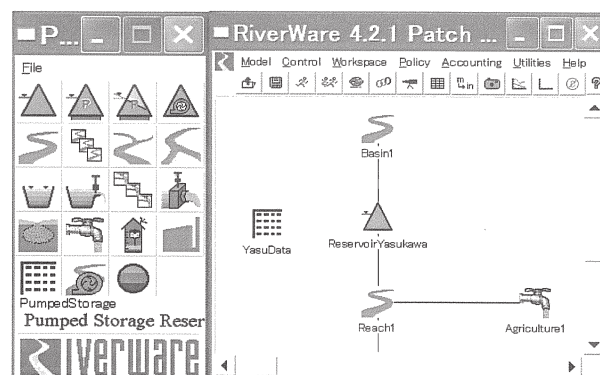 P...
File
PumpedStorage
Pumped Storage Reser
Riverware
RiverWare 4.2.1 Patch ...
Model Control Workspace Policy Accounting Utilities Help
Basin1
YasuData
ReservoirYasukawa
Reach1
Agriculture1